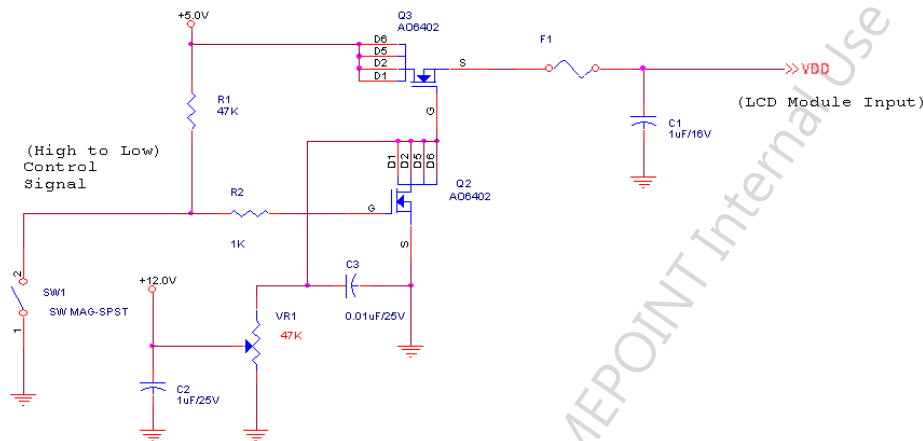 +5.0V
Q3
AO6402
D6
D5
D2
D1
S
G
F1
VDD
(LCD Module Input)
C1
1uF/16V
R1
47K
(High to Low)
Control
Signal
R2
1K
D1
D2
D5
D6
Q2
AO6402
G
S
2
SW1
SW MAG-SPST
1
+12.0V
C3
0.01uF/25V
VR1
47K
C2
1uF/25V
MEPOINT Internal Use